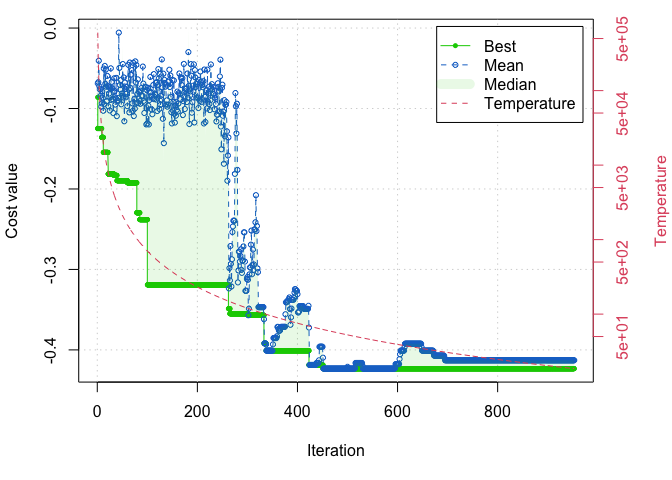 0.0
-0.1
-0.2
-0.3
-0.4
Cost value
0
200
400
600
800
Iteration
5e+05
5e+04
5e+03
5e+02
5e+01
Temperature
Best
Mean
Median
Temperature